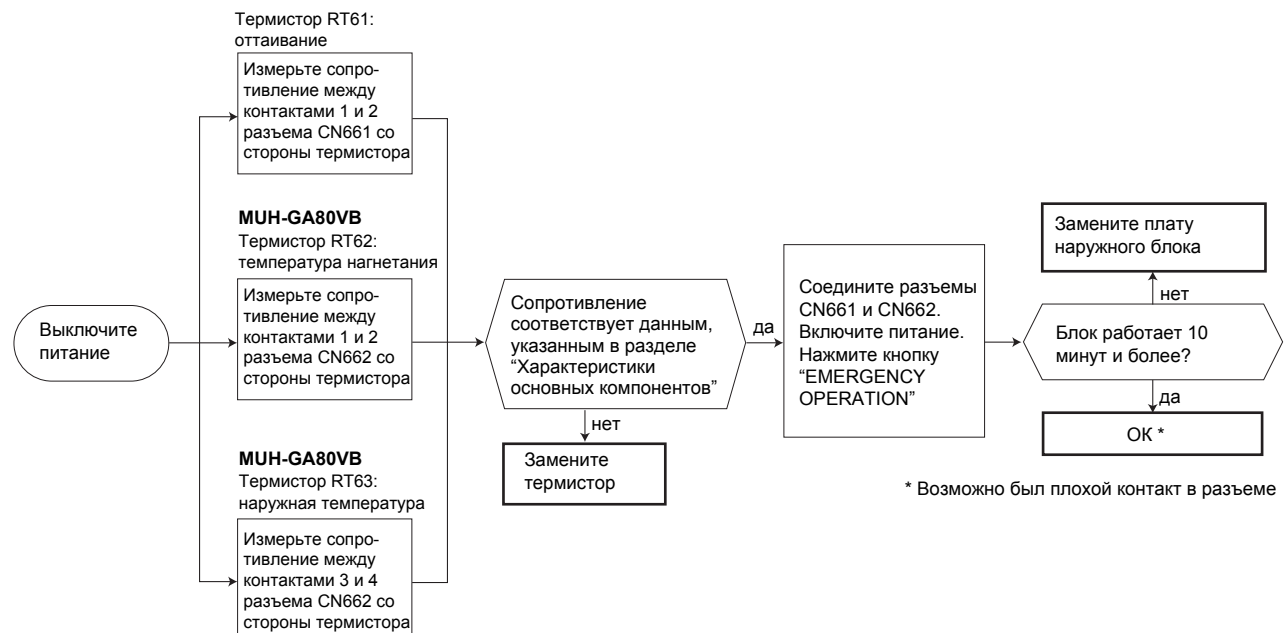 Термистор RT61:
оттаивание
Измерьте сопро-
тивление между
контактами 1 и 2
разъема CN661 со
стороны термистора
MUH-GA80VB
Термистор RT62:
температура нагнетания
Измерьте сопро-
тивление между
контактами 1 и 2
разъема CN662 со
стороны термистора
MUH-GA80VB
Термистор RT63:
наружная температура
Измерьте сопро-
тивление между
контактами 3 и 4
разъема CN662 со
стороны термистора
Выключите
питание
Сопротивление
соответствует данным,
указанным в разделе
“Характеристики
основных компонентов”
да
нет
Замените
термистор
Соедините разъемы
CN661 и CN662.
Включите питание.
Нажмите кнопку
“EMERGENCY
OPERATION”
Замените плату
наружного блока
нет
Блок работает 10
минут и более?
да
ОК *
* Возможно был плохой контакт в разъеме